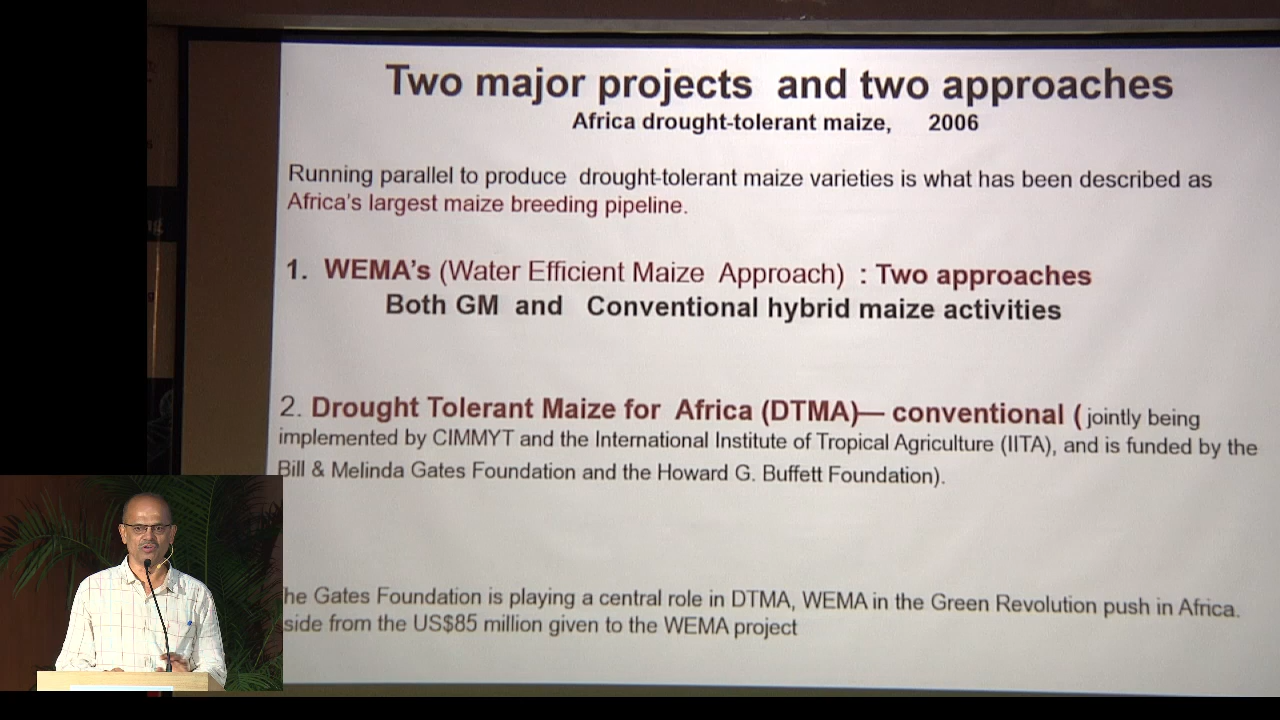 Two major projects and two approaches
Africa drought-tolerant maize, 2006
Running parallel to produce drought-tolerant maize varieties is what has been described as
Africa's largest maize breeding pipeline.
1. WEMA's (Water Efficient Maize Approach) : Two approaches
Both GM and Conventional hybrid maize activities
2. Drought Tolerant Maize for Africa (DTMA)— conventional ( jointly being
implemented by CIMMYT and the International Institute of Tropical Agriculture (IITA), and is funded by the
Bill & Melinda Gates Foundation and the Howard G. Buffett Foundation).
he Gates Foundation is playing a central role in DTMA, WEMA in the Green Revolution push in Africa.
side from the US$85 million given to the WEMA project